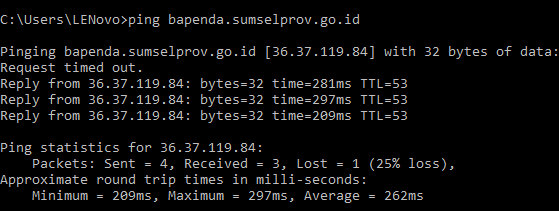 C:\Users\LENovo>ping bapenda.sumselprov.go.id
Pinging bapenda.sumselprov.go.id [36.37.119.84] with 32 bytes of data:
Request timed out.
Reply from 36.37.119.84: bytes=32 time=281ms TTL=53
Reply from 36.37.119.84: bytes=32 time=297ms TTL=53
Reply from 36.37.119.84: bytes=32 time=209ms TTL=53
Ping statistics for 36.37.119.84:
Packets: Sent = 4, Received = 3, Lost = 1 (25% loss),
Approximate round trip times in milli-seconds:
Minimum = 209ms, Maximum = 297ms, Average = 262ms